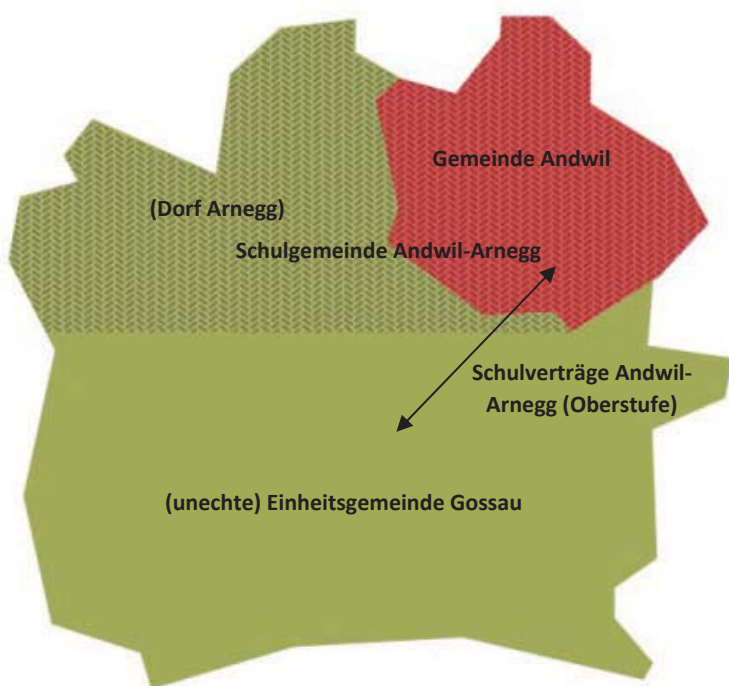 Gemeinde Andwil
(Dorf Arnegg)
Schulgemeinde Andwil-Arnegg
Schulverträge Andwil-
Arnegg (Oberstufe)
(unechte) Einheitsgemeinde Gossau